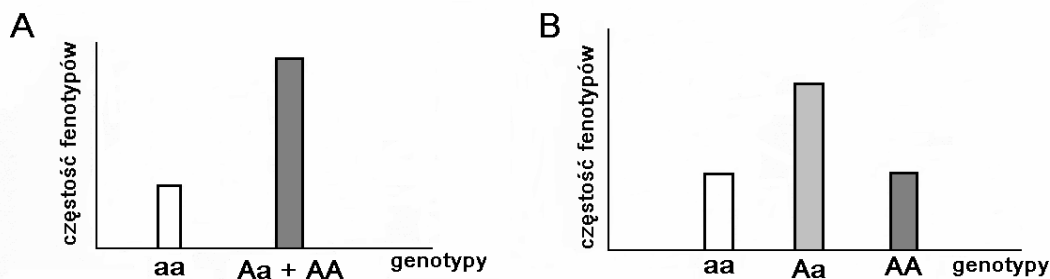 A
częstość fenotypów
aa
Aa + AA
genotypy
B
częstość fenotypów
aa
Aa
AA
genotypy